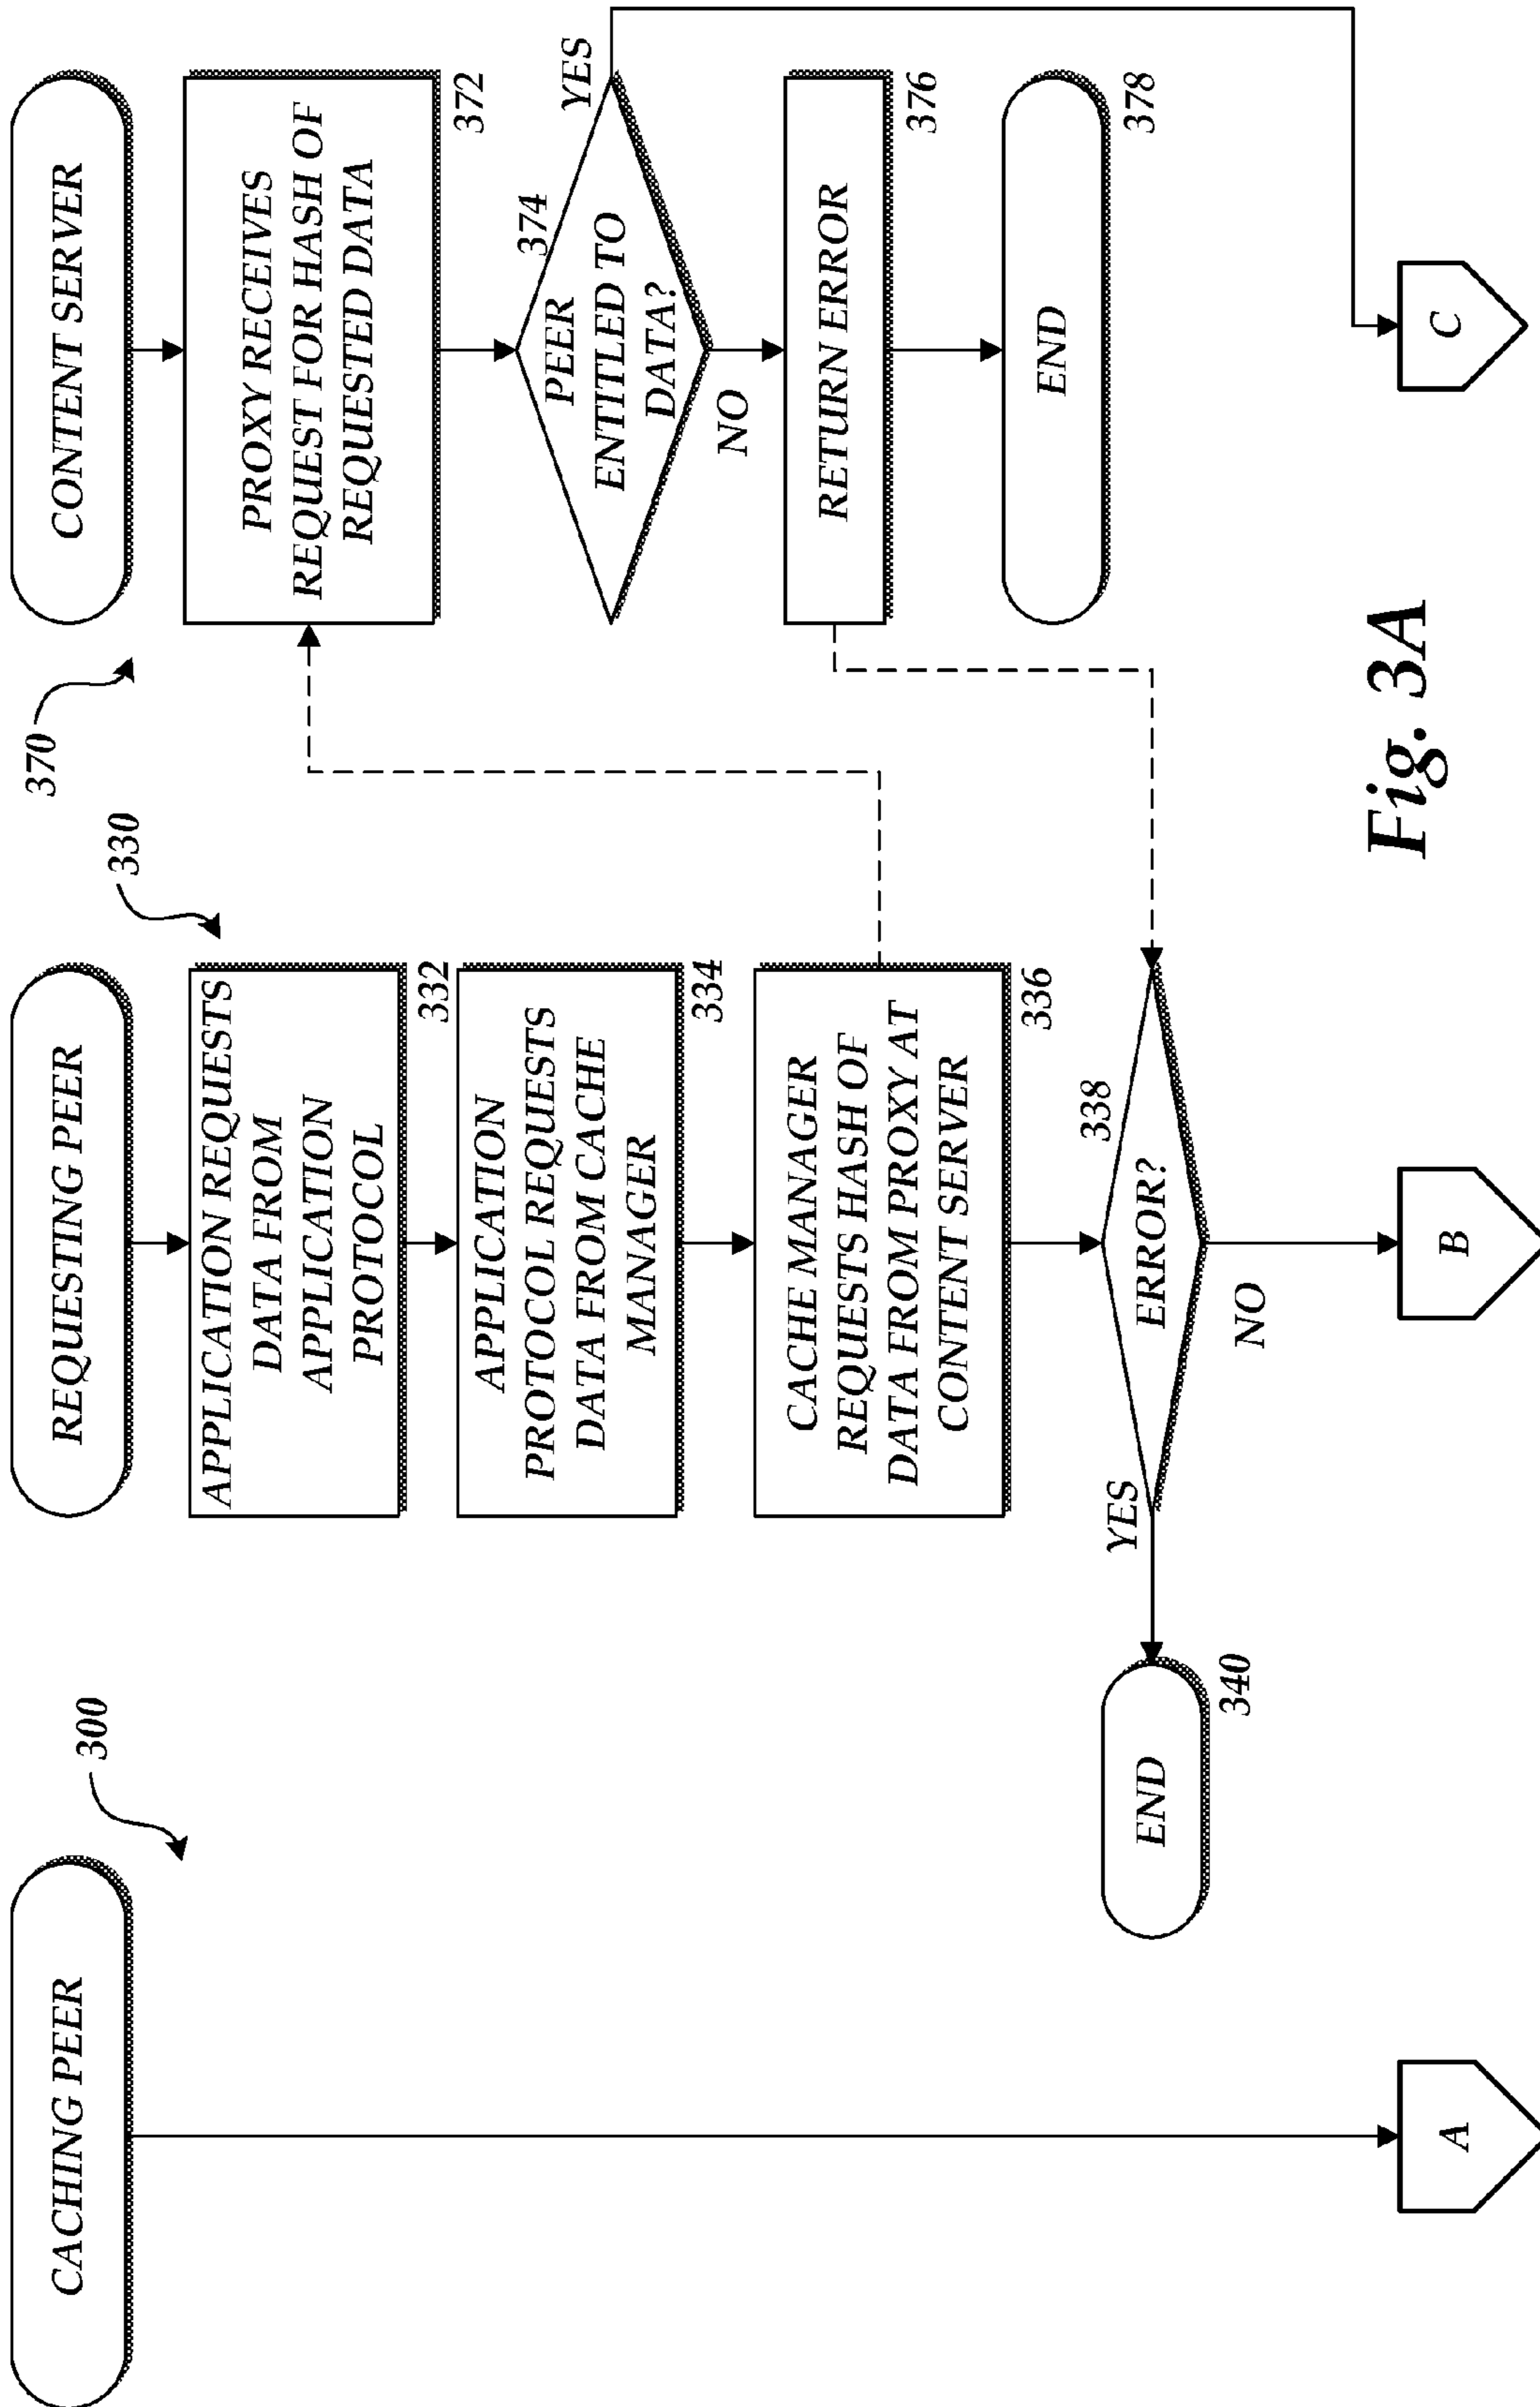 CACHING PEER
300
A
REQUESTING PEER
330
APPLICATION REQUESTS
DATA FROM
APPLICATION
PROTOCOL
332
APPLICATION
PROTOCOL REQUESTS
DATA FROM CACHE
MANAGER
334
CACHE MANAGER
REQUESTS HASH OF
DATA FROM PROXY AT
CONTENT SERVER
336
338
ERROR?
YES
NO
END
340
B
CONTENT SERVER
370
PROXY RECEIVES
REQUEST FOR HASH OF
REQUESTED DATA
372
374
PEER
ENTITLED TO
DATA?
YES
NO
RETURN ERROR
376
END
378
C
Fig. 3A